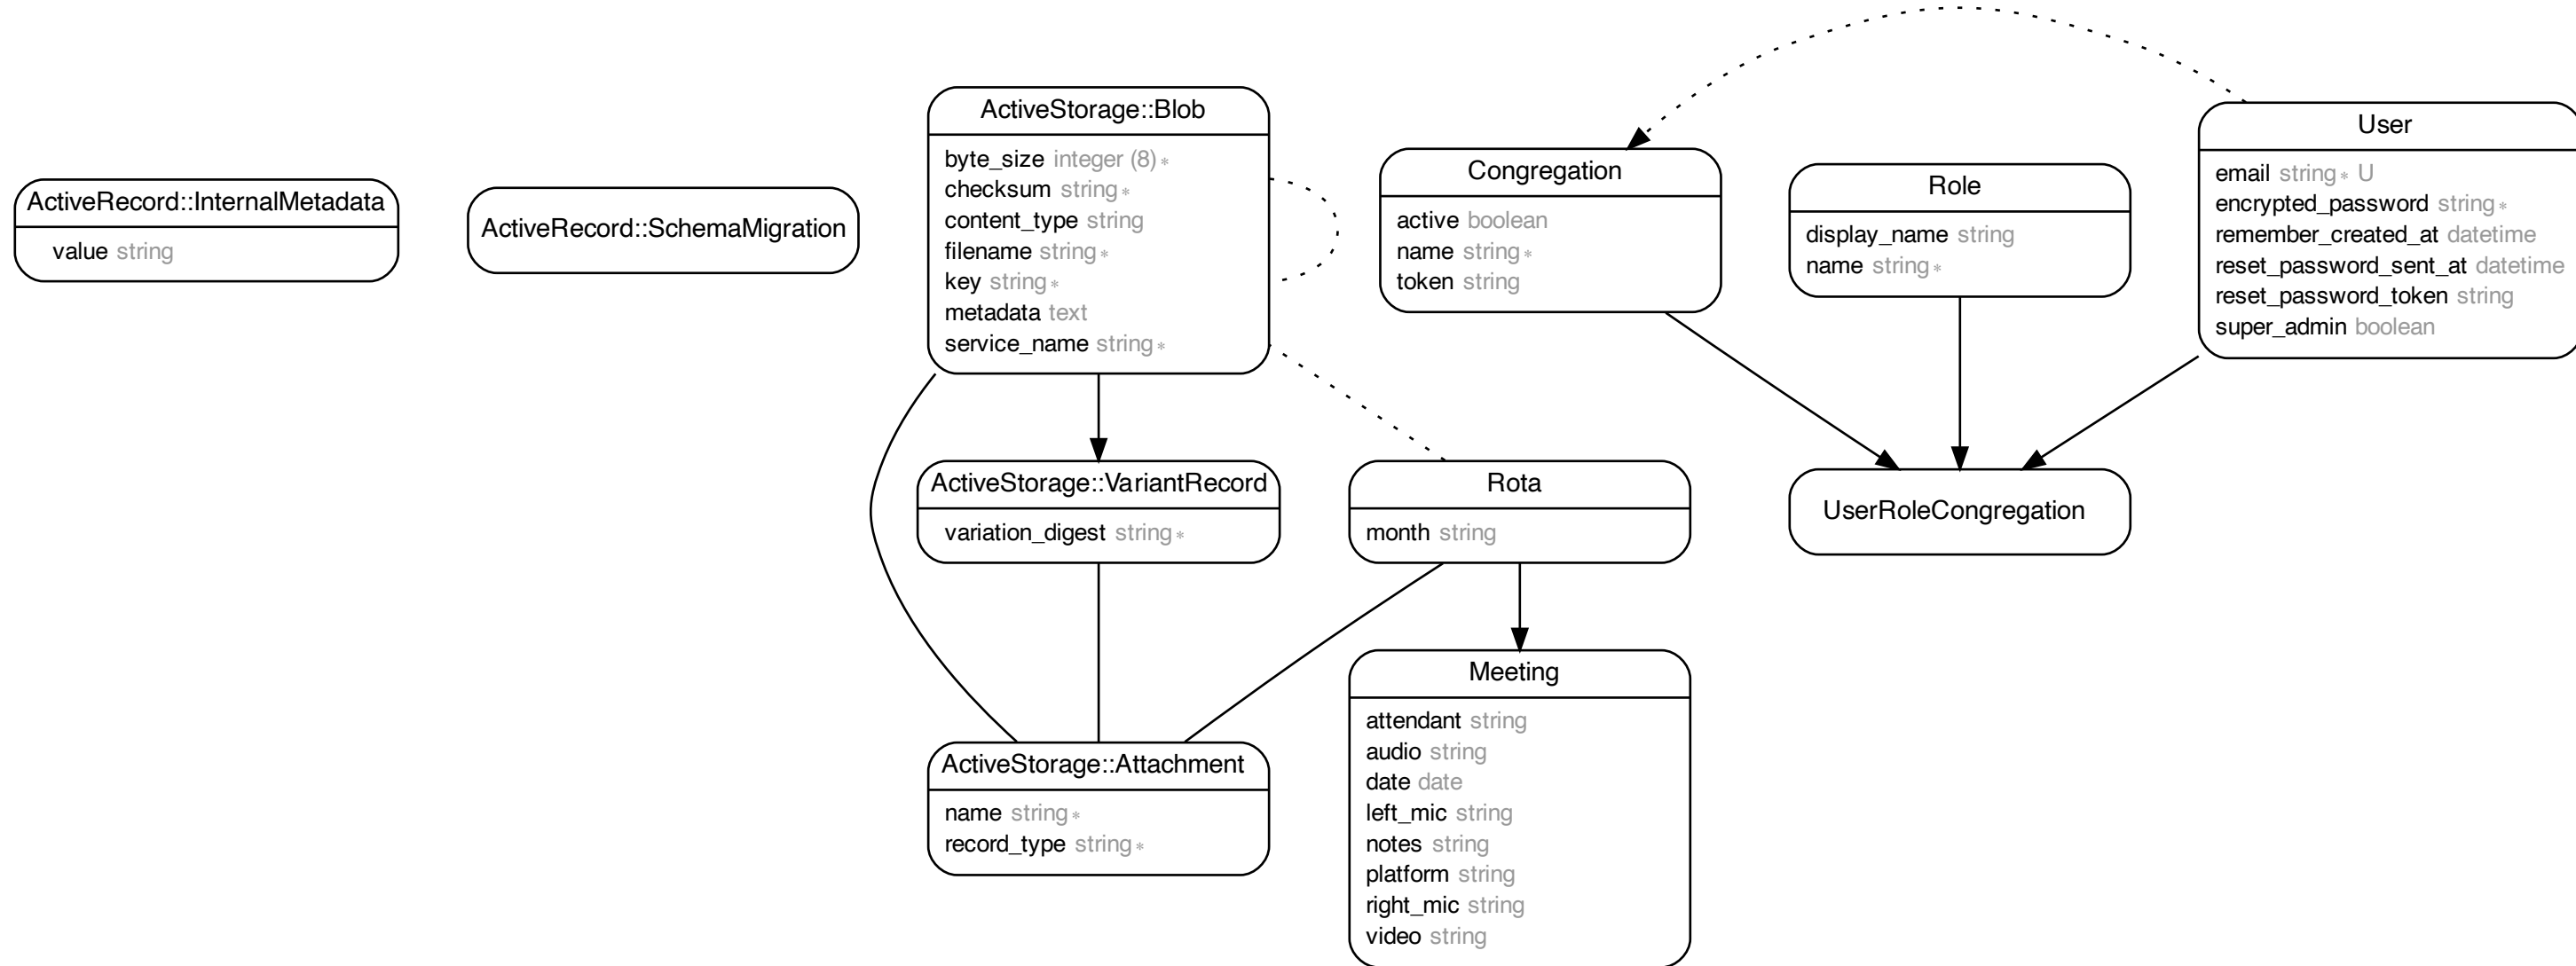 ActiveRecord::InternalMetadata
value string
ActiveRecord::SchemaMigration
ActiveStorage::Blob
byte_size integer (8) *
checksum string *
content_type string
filename string *
key string *
metadata text
service_name string *
Congregation
active boolean
name string *
token string
Role
display_name string
name string *
User
email string * U
encrypted_password string *
remember_created_at datetime
reset_password_sent_at datetime
reset_password_token string
super_admin boolean
ActiveStorage::VariantRecord
variation_digest string *
Rota
month string
UserRoleCongregation
ActiveStorage::Attachment
name string *
record_type string *
Meeting
attendant string
audio string
date date
left_mic string
notes string
platform string
right_mic string
video string